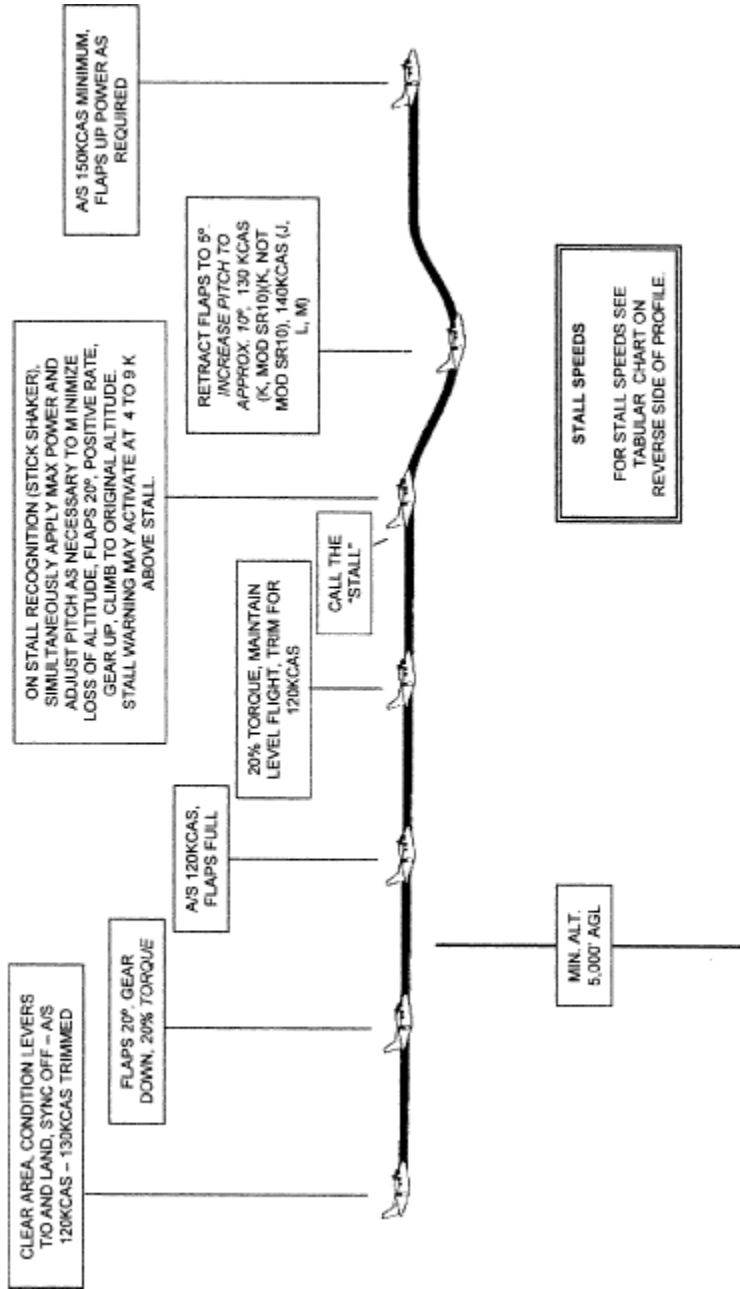 CLEAR AREA, CONDITION LEVERS
T/O AND LAND, SYNC OFF – A/S
120KCAS – 130KCAS TRIMMED
FLAPS 20º, GEAR
DOWN, 20% TORQUE
A/S 120KCAS,
FLAPS FULL
20% TORQUE, MAINTAIN
LEVEL FLIGHT, TRIM FOR
120KCAS
CALL THE
"STALL"
ON STALL RECOGNITION (STICK SHAKER),
SIMULTANEOUSLY APPLY MAX POWER AND
ADJUST PITCH AS NECESSARY TO M INIMIZE
LOSS OF ALTITUDE, FLAPS 20º, POSITIVE RATE,
GEAR UP, CLIMB TO ORIGINAL ALTITUDE.
STALL WARNING MAY ACTIVATE AT 4 TO 9 K
ABOVE STALL.
RETRACT FLAPS TO 5º.
INCREASE PITCH TO
APPROX. 10º, 130 KCAS
(K, MOD SR10)(K, NOT
MOD SR10), 140KCAS (J,
L, M)
A/S 150KCAS MINIMUM,
FLAPS UP POWER AS
REQUIRED
MIN. ALT.
5,000' AGL
STALL SPEEDS
FOR STALL SPEEDS SEE
TABULAR CHART ON
REVERSE SIDE OF PROFILE.